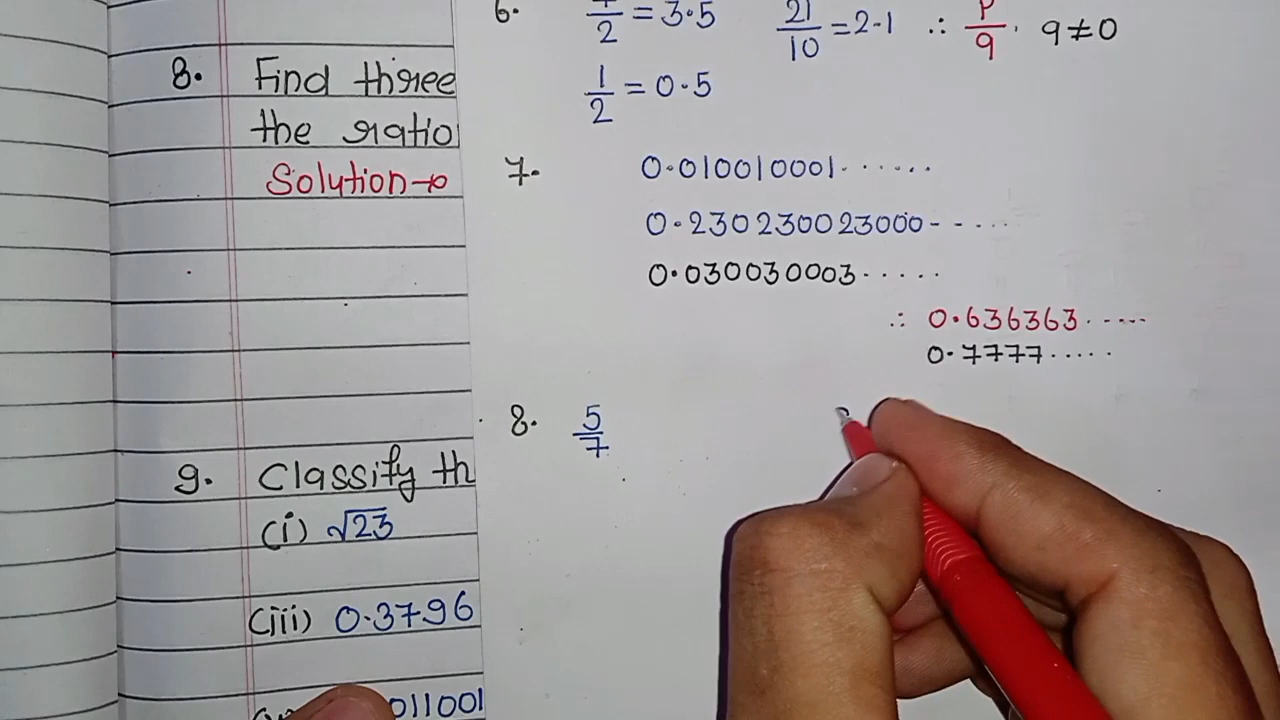 8. Find three
the ratio
Solution→
9. Classify th
(i) √23
(iii) 0.3796
011001
6. 7/2 = 3.5 21/10 = 2.1 ∴ p/q, q≠0
1/2 = 0.5
7. 0.010010001......
0.230230023000-----
0.030030003.....
∴ 0.636363.....
0.7777.....
8. 5/7